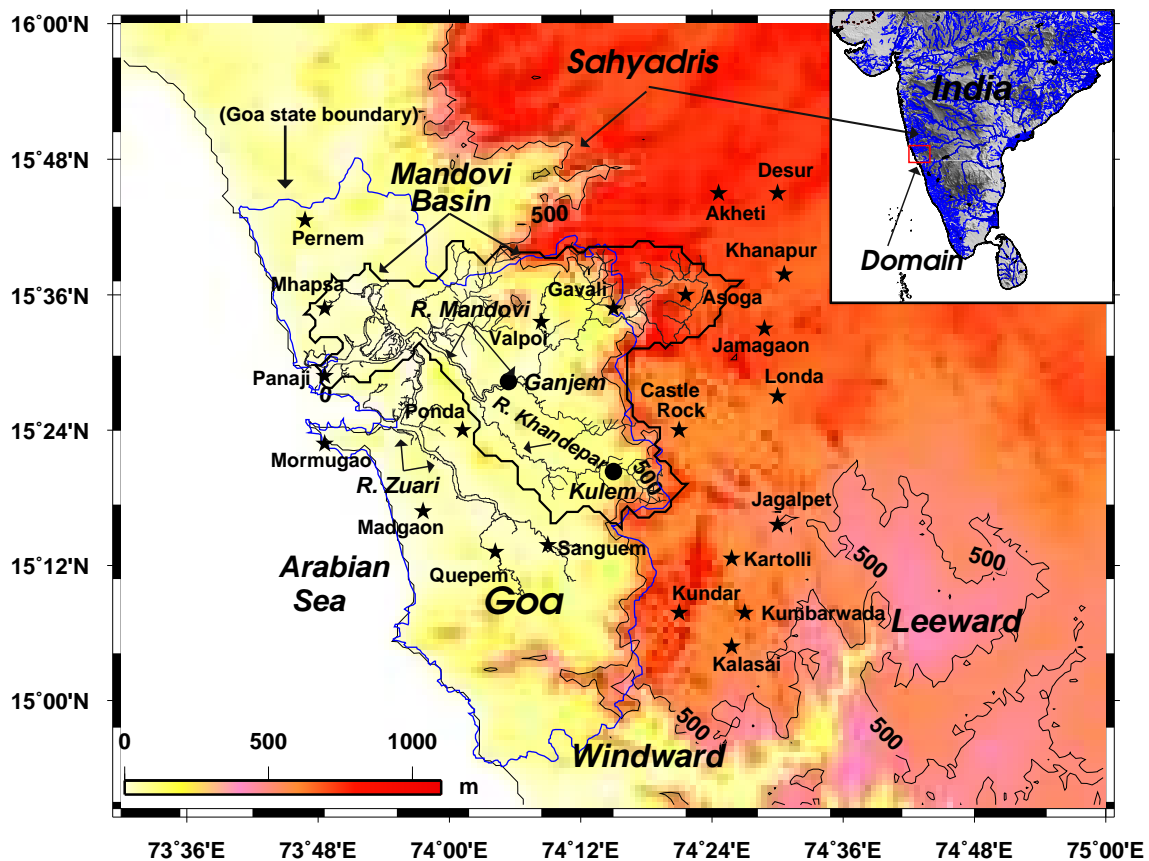 16°00'N
15°48'N
15°36'N
15°24'N
15°12'N
15°00'N
Sahyadris
India
Domain
(Goa state boundary)
Mandovi
Basin
500
Desur
Akheti
Pernem
Khanapur
Mhapsa
Gavali
Asoga
R. Mandovi
Valpoi
Jamagaon
Panaji
Ganjem
Castle
Rock
Londa
0
Ponda
R. Khandepar
Mormugao
500
Kulem
R. Zuari
Jagalpet
Madgaon
Sanguem
Kartolli
500
500
Arabian
Sea
Quepem
Goa
Kundar
Kumbarwada
Leeward
Kalasai
500
500
Windward
0 500 1000
m
73°36'E 73°48'E 74°00'E 74°12'E 74°24'E 74°36'E 74°48'E 75°00'E